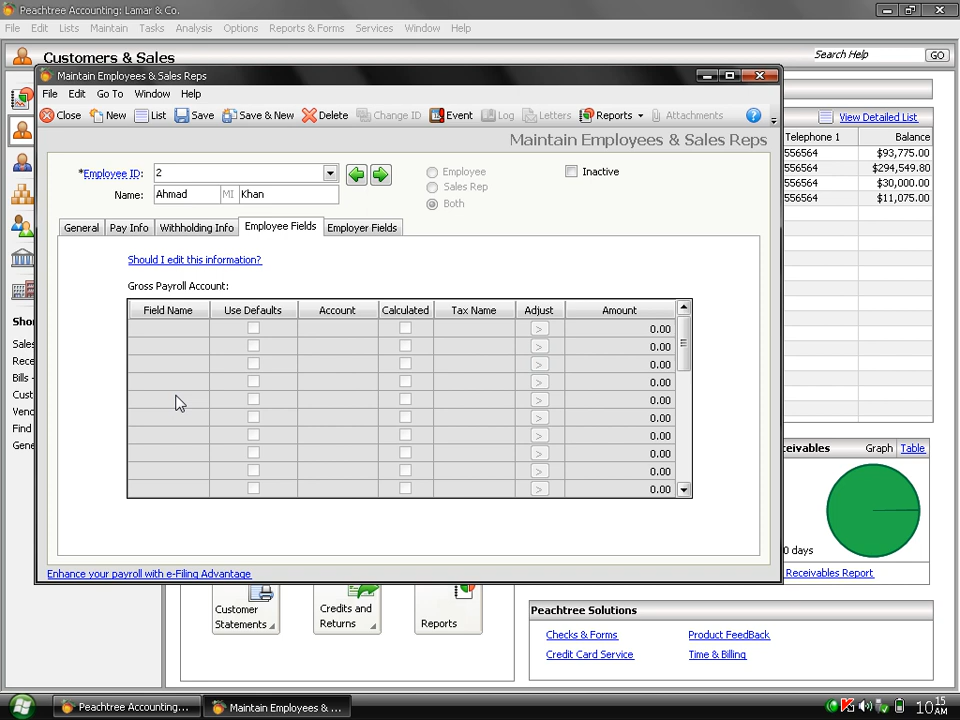 Peachtree Accounting: Lamar & Co.
File Edit Lists Maintain Tasks Analysis Options Reports & Forms Services Window Help
Customers & Sales
Search Help GO
Maintain Employees & Sales Reps
File Edit Go To Window Help
Close New List Save Save & New Delete Change ID Event Log Letters Reports Attachments ?
Maintain Employees & Sales Reps
View Detailed List
Telephone 1 Balance
556564 $93,775.00
556564 $294,549.80
556564 $30,000.00
556564 $11,075.00
*Employee ID: 2
Name: Ahmad MI Khan
Employee
Sales Rep
Both
Inactive
General Pay Info Withholding Info Employee Fields Employer Fields
Should I edit this information?
Gross Payroll Account:
Field Name Use Defaults Account Calculated Tax Name Adjust Amount
> 0.00
> 0.00
> 0.00
> 0.00
> 0.00
> 0.00
> 0.00
> 0.00
> 0.00
> 0.00
Enhance your payroll with e-Filing Advantage
Sho
Sales
Rece
Bills -
Cust
Vend
Find
Gene
eivables Graph Table
0 days
Receivables Report
Customer
Statements
Credits and
Returns
Reports
Peachtree Solutions
Checks & Forms Product FeedBack
Credit Card Service Time & Billing
Peachtree Accounting... Maintain Employees & ... 10:15 AM